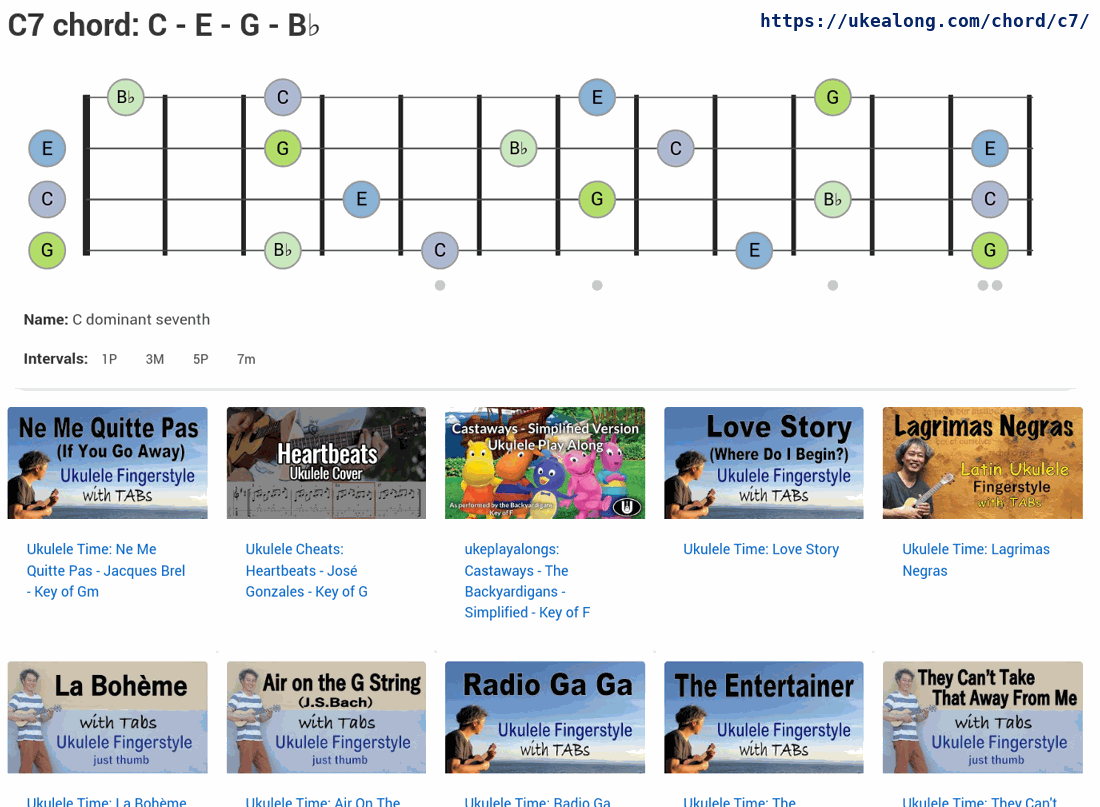 C7 chord: C - E - G - B♭
https://ukealong.com/chord/c7/
B♭ C E G
E G B♭ C E
C E G B♭ C
G B♭ C E G
Name: C dominant seventh
Intervals: 1P 3M 5P 7m
Ne Me Quitte Pas
(If You Go Away)
Ukulele Fingerstyle
with TABs
Heartbeats
Ukulele Cover
Castaways - Simplified Version
Ukulele Play Along
As performed by the Backyardigans
Key of F
Love Story
(Where Do I Begin?)
Ukulele Fingerstyle
with TABs
Lagrimas Negras
Latin Ukulele
Fingerstyle
with TABs
Ukulele Time: Ne Me
Quitte Pas - Jacques Brel
- Key of Gm
Ukulele Cheats:
Heartbeats - José
Gonzales - Key of G
ukeplayalongs:
Castaways - The
Backyardigans -
Simplified - Key of F
Ukulele Time: Love Story
Ukulele Time: Lagrimas
Negras
La Bohème
with Tabs
Ukulele Fingerstyle
just thumb
Air on the G String
(J.S.Bach)
with Tabs
Ukulele Fingerstyle
just thumb
Radio Ga Ga
Ukulele Fingerstyle
with TABs
The Entertainer
Ukulele Fingerstyle
with TABs
They Can't Take
That Away From Me
with Tabs
Ukulele Fingerstyle
just thumb
Ukulele Time: La Bohème
Ukulele Time: Air On The
Ukulele Time: Radio Ga
Ukulele Time: The
Ukulele Time: They Can't